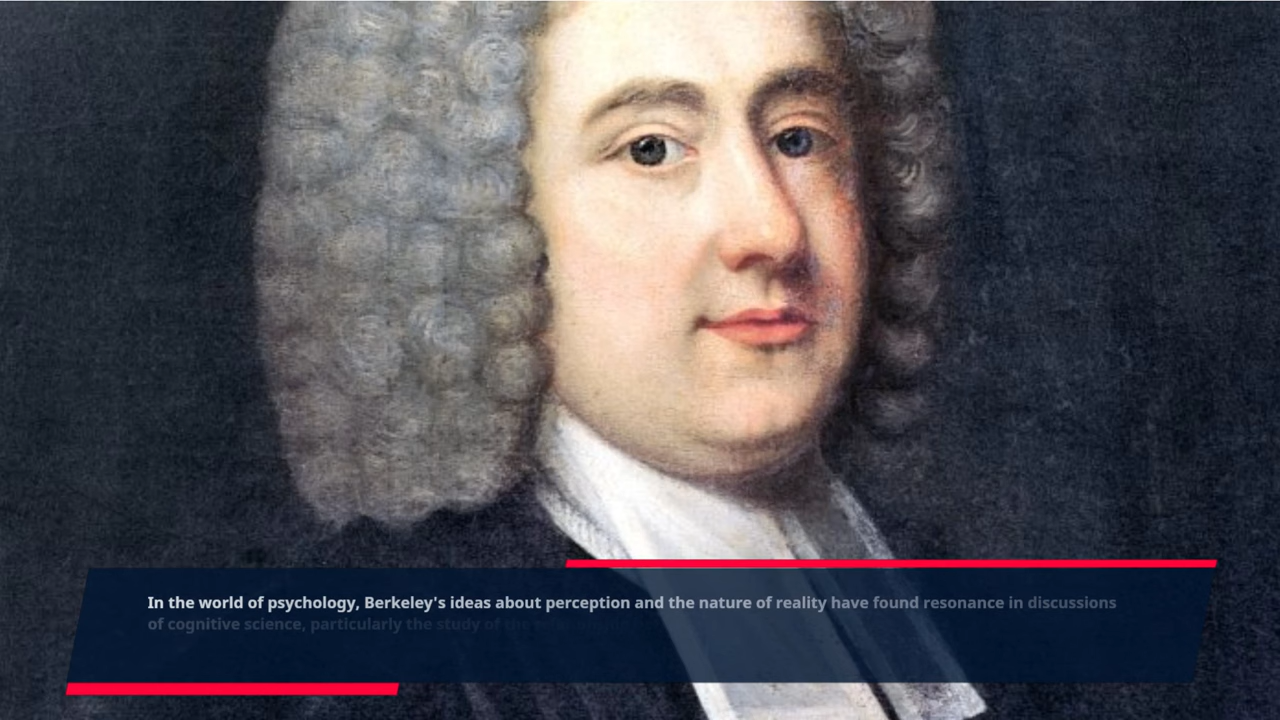 In the world of psychology, Berkeley's ideas about perception and the nature of reality have found resonance in discussions
of cognitive science, particularly the study of the